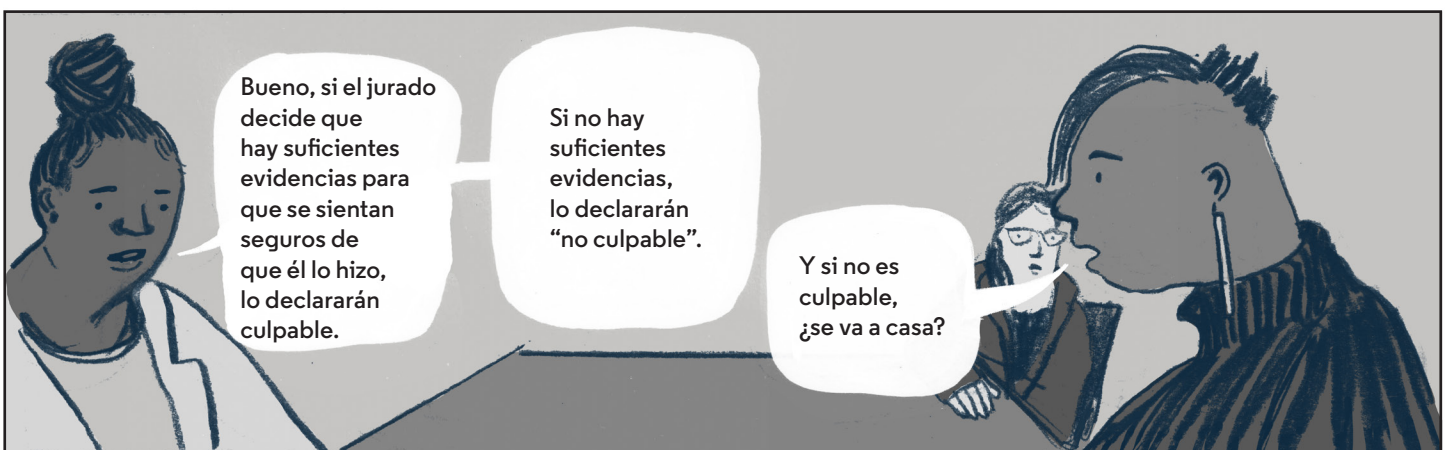 Bueno, si el jurado
decide que
hay suficientes
evidencias para
que se sientan
seguros de
que él lo hizo,
lo declararán
culpable.
Si no hay
suficientes
evidencias,
lo declararán
“no culpable”.
Y si no es
culpable,
¿se va a casa?